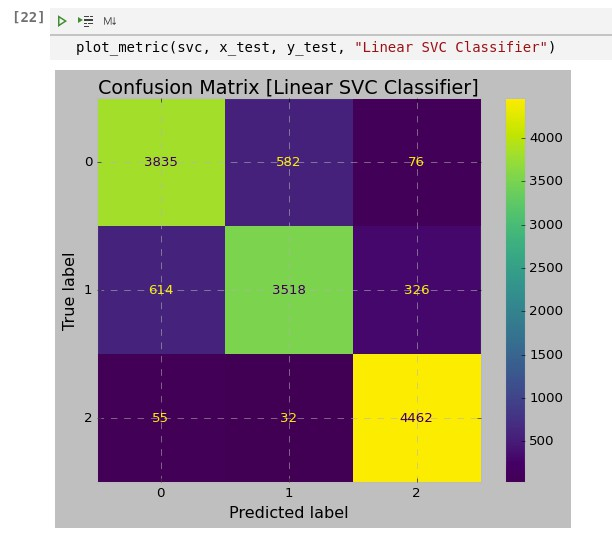 [22]
M↓
plot_metric(svc, x_test, y_test, "Linear SVC Classifier")
Confusion Matrix [Linear SVC Classifier]
0 3835 582 76
1 614 3518 326
2 55 32 4462
0 1 2
True label
Predicted label
4000
3500
3000
2500
2000
1500
1000
500